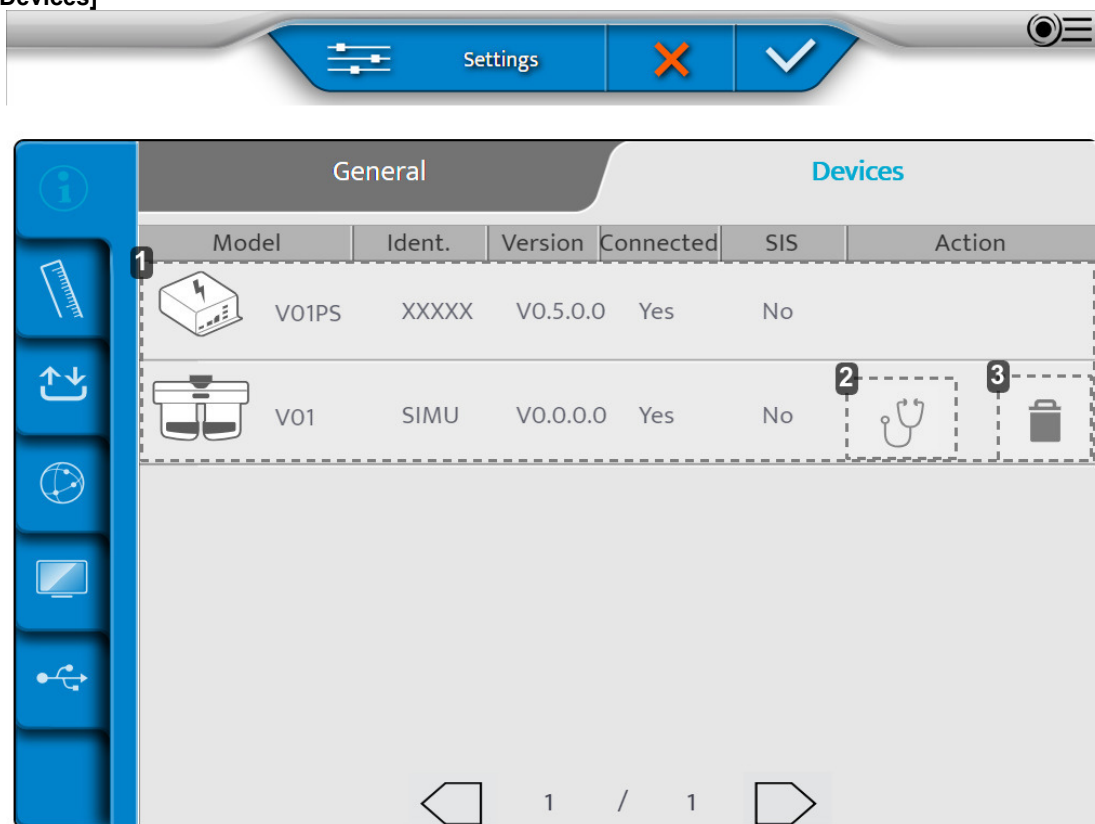 Devices]
Settings
General Devices
Model Ident. Version Connected SIS Action
1
V01PS XXXXX V0.5.0.0 Yes No
2 3
V01 SIMU V0.0.0.0 Yes No
1 / 1